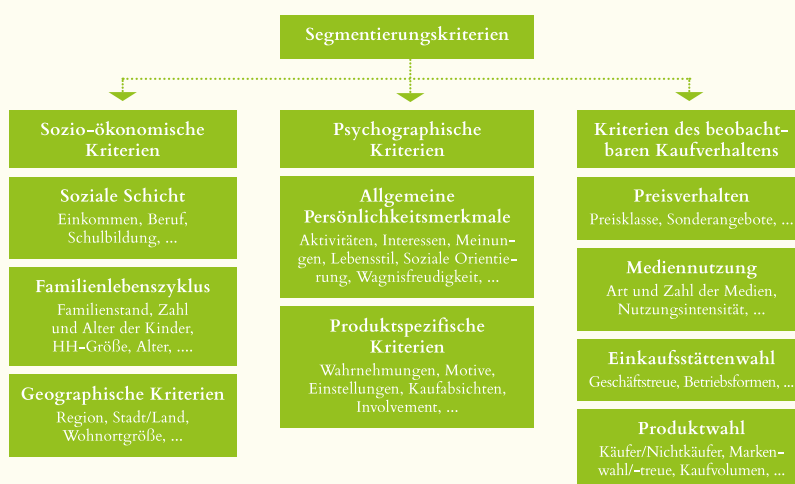 Segmentierungskriterien
Sozio-ökonomische
Kriterien
Soziale Schicht
Einkommen, Beruf,
Schulbildung, ...
Familienlebenszyklus
Familienstand, Zahl
und Alter der Kinder,
HH-Größe, Alter, ....
Geographische Kriterien
Region, Stadt/Land,
Wohnortgröße, ...
Psychographische
Kriterien
Allgemeine
Persönlichkeitsmerkmale
Aktivitäten, Interessen, Meinun-
gen, Lebensstil, Soziale Orientie-
rung, Wagnisfreudigkeit, ...
Produktspezifische
Kriterien
Wahrnehmungen, Motive,
Einstellungen, Kaufabsichten,
Involvement, ...
Kriterien des beobacht-
baren Kaufverhaltens
Preisverhalten
Preisklasse, Sonderangebote, ...
Mediennutzung
Art und Zahl der Medien,
Nutzungsintensität, ...
Einkaufsstättenwahl
Geschäftstreue, Betriebsformen, ...
Produktwahl
Käufer/Nichtkäufer, Marken-
wahl/-treue, Kaufvolumen, ...